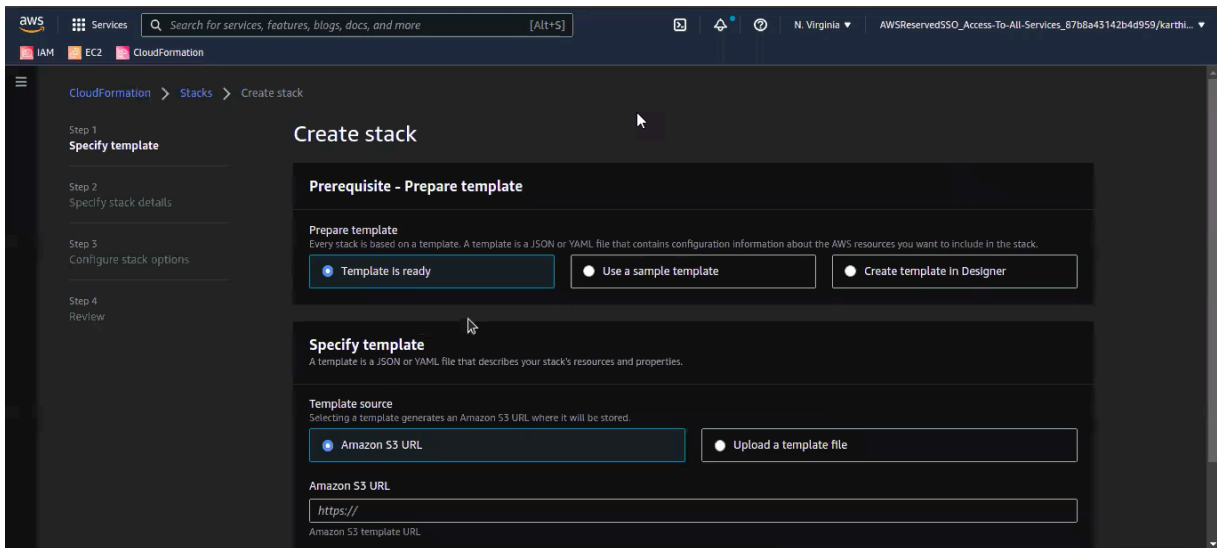 aws
Services
Search for services, features, blogs, docs, and more [Alt+S]
N. Virginia ▼
AWSReservedSSO_Access-To-All-Services_87b8a43142b4d959/karthi... ▼
IAM
EC2
CloudFormation
CloudFormation > Stacks > Create stack
Step 1
Specify template
Step 2
Specify stack details
Step 3
Configure stack options
Step 4
Review
Create stack
Prerequisite - Prepare template
Prepare template
Every stack is based on a template. A template is a JSON or YAML file that contains configuration information about the AWS resources you want to include in the stack.
Template is ready
Use a sample template
Create template in Designer
Specify template
A template is a JSON or YAML file that describes your stack's resources and properties.
Template source
Selecting a template generates an Amazon S3 URL where it will be stored.
Amazon S3 URL
Upload a template file
Amazon S3 URL
https://
Amazon S3 template URL